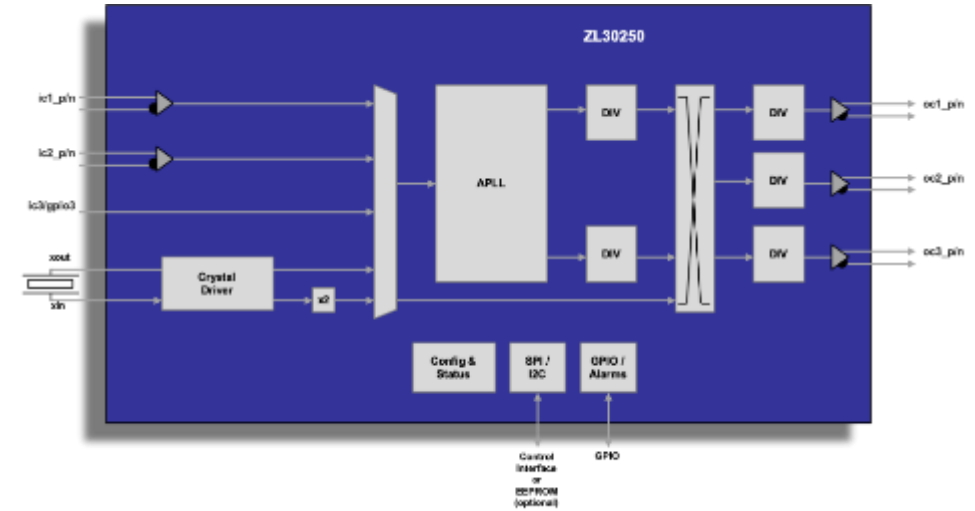 ZL30250
ic1_p/n
ic2_p/n
ic3/gpio3
xout
xin
Crystal
Driver
x2
APLL
DIV
DIV
DIV
DIV
DIV
oc1_p/n
oc2_p/n
oc3_p/n
Config &
Status
SPI /
I2C
GPIO /
Alarms
Control
Interface
or
EEPROM
(optional)
GPIO